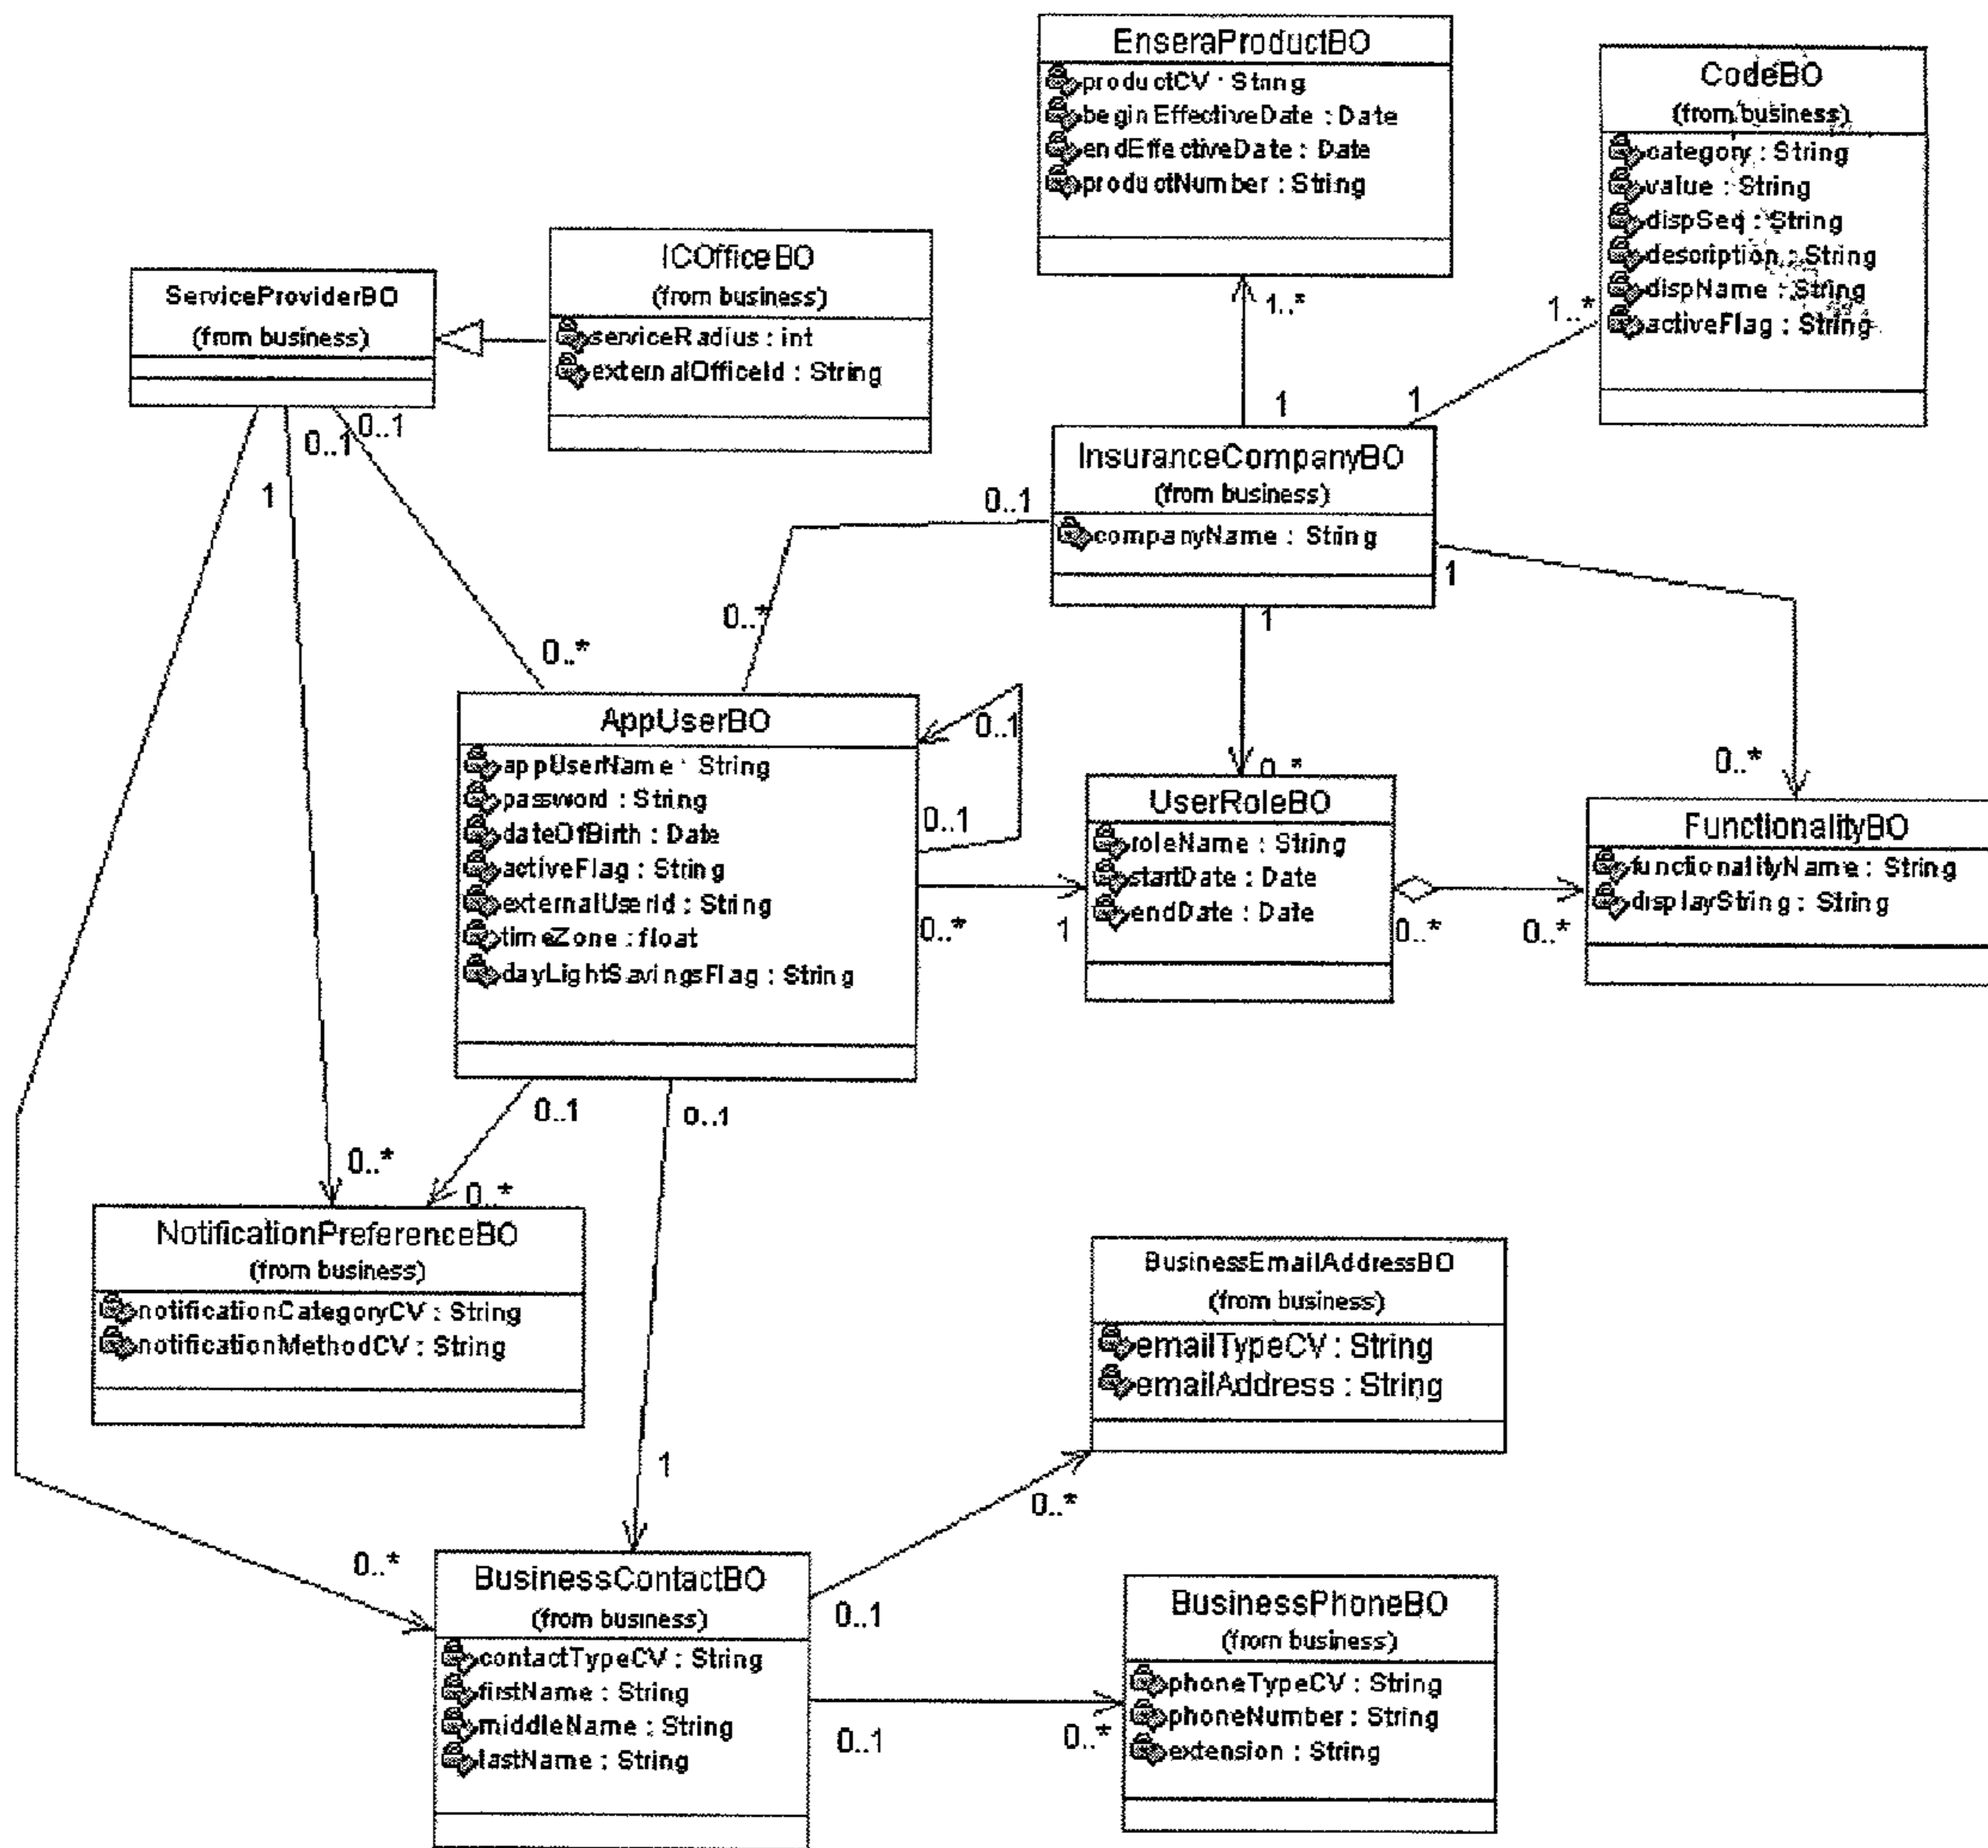 EnseraProductBO
productCV : String
beginEffectiveDate : Date
endEffectiveDate : Date
productNumber : String
CodeBO
(from business)
category : String
value : String
dispSeq : String
description : String
dispName : String
activeFlag : String
ICOfficeBO
(from business)
serviceRadius : int
externalOfficeId : String
ServiceProviderBO
(from business)
1..*
1..*
1
1
0..1
0..1
1
InsuranceCompanyBO
(from business)
companyName : String
0..1
0..*
0..*
1
1
0..*
0..*
AppUserBO
appUserName : String
password : String
dateOfBirth : Date
activeFlag : String
externalUserId : String
timeZone : float
dayLightSavingsFlag : String
0..1
0..1
0..*
1
UserRoleBO
roleName : String
startDate : Date
endDate : Date
0..*
0..*
FunctionalityBO
functionalityName : String
displayString : String
0..1
0..1
0..*
0..*
NotificationPreferenceBO
(from business)
notificationCategoryCV : String
notificationMethodCV : String
BusinessEmailAddressBO
(from business)
emailTypeCV : String
emailAddress : String
1
0..*
0..*
BusinessContactBO
(from business)
contactTypeCV : String
firstName : String
middleName : String
lastName : String
0..1
0..1
0..*
BusinessPhoneBO
(from business)
phoneTypeCV : String
phoneNumber : String
extension : String